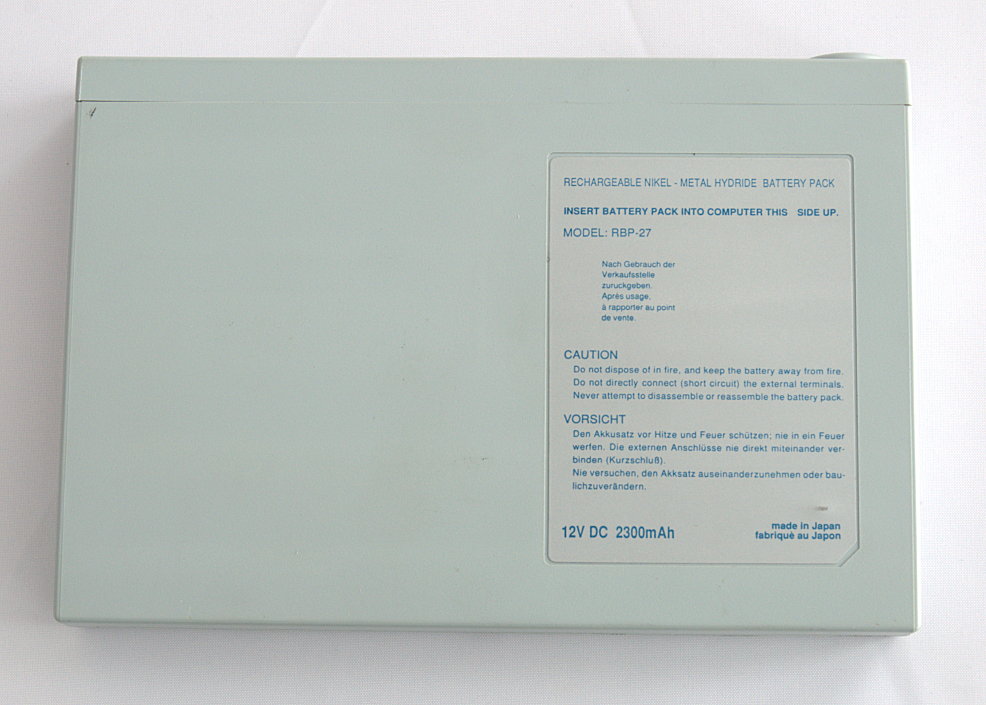 RECHARGEABLE NIKEL - METAL HYDRIDE BATTERY PACK
INSERT BATTERY PACK INTO COMPUTER THIS SIDE UP.
MODEL: RBP-27
Nach Gebrauch der
Verkaufsstelle
zuruckgeben.
Après usage,
à rapporter au point
de vente.
CAUTION
Do not dispose of in fire, and keep the battery away from fire.
Do not directly connect (short circuit) the external terminals.
Never attempt to disassemble or reassemble the battery pack.
VORSICHT
Den Akkusatz vor Hitze und Feuer schützen; nie in ein Feuer
werfen. Die externen Anschlüsse nie direkt miteinander ver-
binden (Kurzschluß).
Nie versuchen, den Akksatz auseinanderzunehmen oder bau-
lichzuverändern.
12V DC 2300mAh
made in Japan
fabriqué au Japon